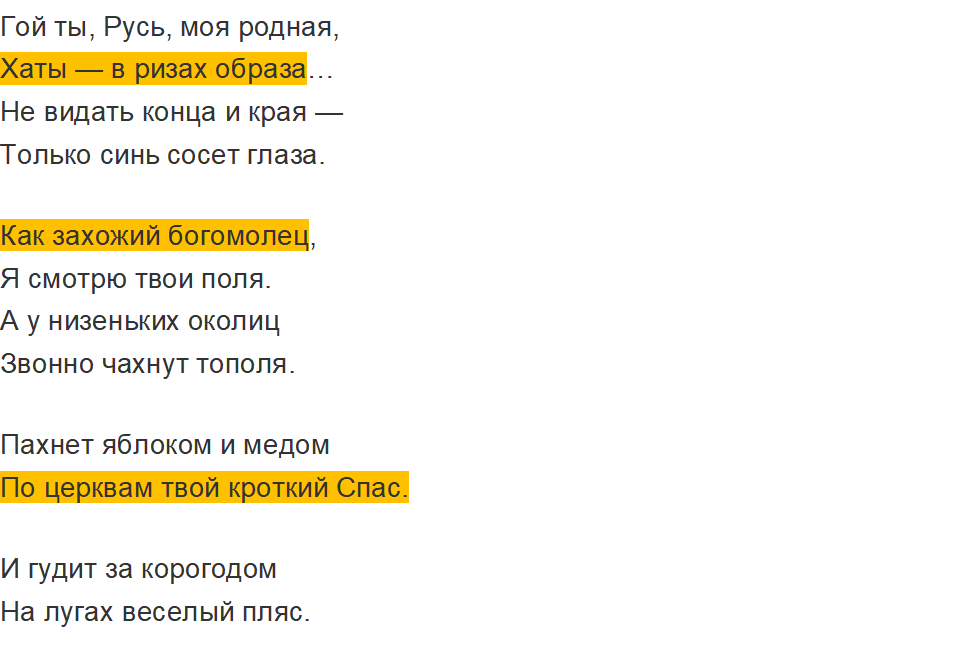 Гой ты, Русь, моя родная,
Хаты — в ризах образа…
Не видать конца и края —
Только синь сосет глаза.
Как захожий богомолец,
Я смотрю твои поля.
А у низеньких околиц
Звонно чахнут тополя.
Пахнет яблоком и медом
По церквам твой кроткий Спас.
И гудит за корогодом
На лугах веселый пляс.